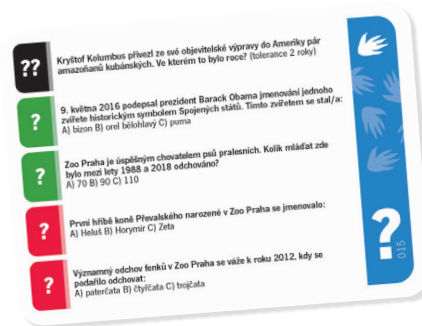 ??
Kryštof Kolumbus přivezl ze své objevitelské výpravy do Ameriky pár
amazoňanů kubánských. Ve kterém to bylo roce? (tolerance 2 roky)
?
9. května 2016 podepsal prezident Barack Obama jmenování jednoho
zvířete historickým symbolem Spojených států. Tímto zvířetem se stal/a:
A) bizon B) orel bělohlavý C) puma
?
Zoo Praha je úspěšným chovatelem psů pralesních. Kolik mláďat zde
bylo mezi lety 1988 a 2018 odchováno?
A) 70 B) 90 C) 110
?
První hříbě koně Převalského narozené v Zoo Praha se jmenovalo:
A) Heluš B) Horymír C) Zeta
?
Významný odchov fenků v Zoo Praha se váže k roku 2012, kdy se
podařilo odchovat:
A) paterčata B) čtyřčata C) trojčata
?
015